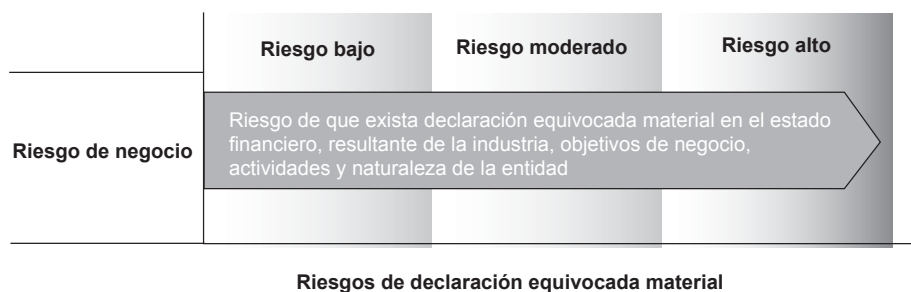 Riesgo bajo Riesgo moderado Riesgo alto
Riesgo de negocio
Riesgo de que exista declaración equivocada material en el estado
financiero, resultante de la industria, objetivos de negocio,
actividades y naturaleza de la entidad
Riesgos de declaración equivocada material